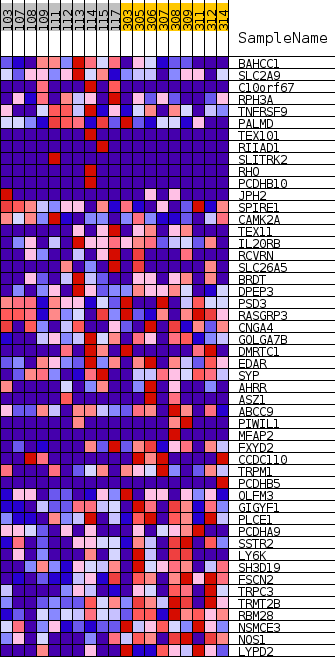 108 107 108 109 111 112 113 114 115 117 303 305 306 307 308 309 311 312 314
SampleName
BAHCC1
SLC2A9
C10orf67
RPH3A
TNFRSF9
PALMD
TEX101
RIIAD1
SLITRK2
RHO
PCDHB10
JPH2
SPIRE1
CAMK2A
TEX11
IL20RB
RCVRN
SLC26A5
BRDT
DPEP3
PSD3
RASGRP3
CNGA4
GOLGA7B
DMRTC1
EDAR
SYP
AHRR
ASZ1
ABCC9
PIWIL1
MFAP2
FXYD2
CCDC110
TRPM1
PCDHB5
OLFM3
GIGYF1
PLCE1
PCDHA9
SSTR2
LY6K
SH3D19
FSCN2
TRPC3
TRMT2B
RBM28
NSMCE3
NOS1
LYPD2